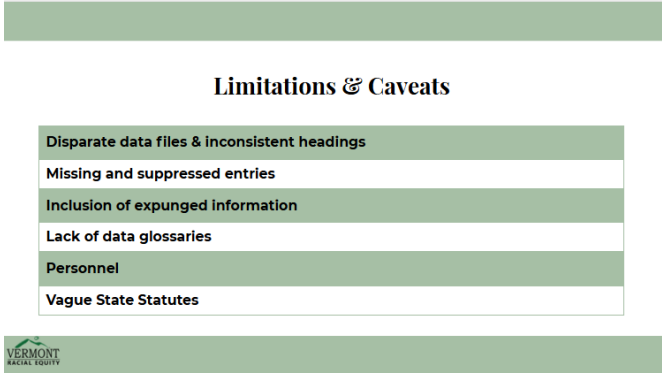 Limitations & Caveats
Disparate data files & inconsistent headings
Missing and suppressed entries
Inclusion of expunged information
Lack of data glossaries
Personnel
Vague State Statutes
VERMONT
RACIAL EQUITY